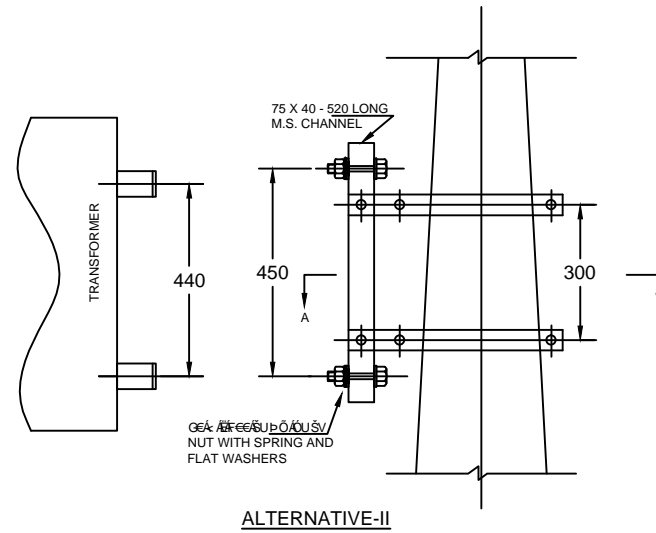 75 X 40 - 520 LONG
M.S. CHANNEL
TRANSFORMER
440
450
300
A
NUT WITH SPRING AND
FLAT WASHERS
ALTERNATIVE-II